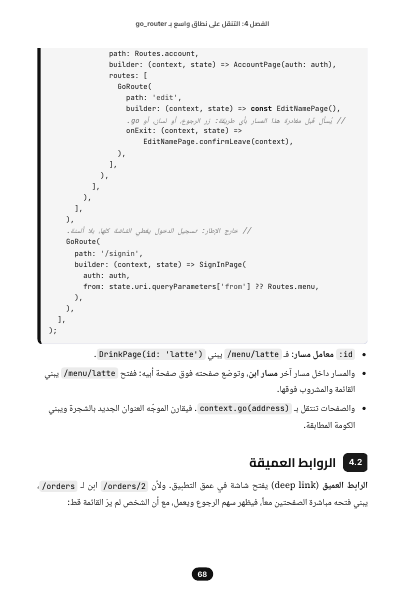 الفصل 4: التنقل على نطاق واسع بـ go_router
path: Routes.account,
builder: (context, state) => AccountPage(auth: auth),
routes: [
GoRoute(
path: 'edit',
builder: (context, state) => const EditNamePage(),
// يُسأل قبل مغادرة هذا المسار بأي طريقة: زر الرجوع، أو لسان، أو go.
onExit: (context, state) =>
EditNamePage.confirmLeave(context),
),
],
),
],
),
],
),
// خارج الإطار: تسجيل الدخول يغطي الشاشة كلها، بلا ألسنة.
GoRoute(
path: '/signin',
builder: (context, state) => SignInPage(
auth: auth,
from: state.uri.queryParameters['from'] ?? Routes.menu,
),
),
],
);
• :id معامل مسار: فـ /menu/latte يبني DrinkPage(id: 'latte').
• والمسار داخل مسار آخر مسار ابن، وتوضع صفحته فوق صفحة أبيه: ففتح /menu/latte يبني
القائمة والمشروب فوقها.
• والصفحات تنتقل بـ context.go(address). فيقارن الموجّه العنوان الجديد بالشجرة ويبني
الكومة المطابقة.
4.2 الروابط العميقة
الرابط العميق (deep link) يفتح شاشة في عمق التطبيق. ولأن /orders/2 ابن لـ /orders،
يبني فتحه مباشرة الصفحتين معاً، فيظهر سهم الرجوع ويعمل، مع أن الشخص لم يزر القائمة قط:
68